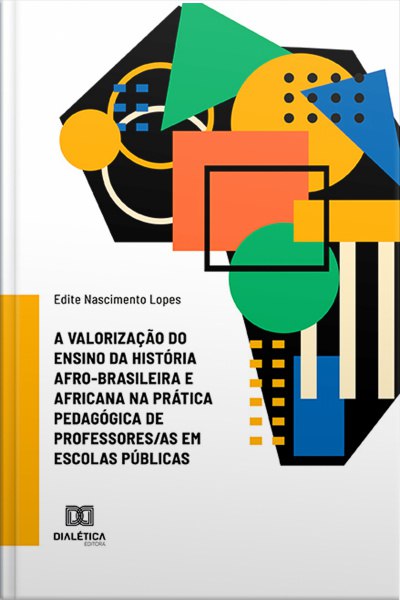 Edite Nascimento Lopes
A VALORIZAÇÃO DO
ENSINO DA HISTÓRIA
AFRO-BRASILEIRA E
AFRICANA NA PRÁTICA
PEDAGÓGICA DE
PROFESSORES/AS EM
ESCOLAS PÚBLICAS
DIALÉTICA
EDITORA